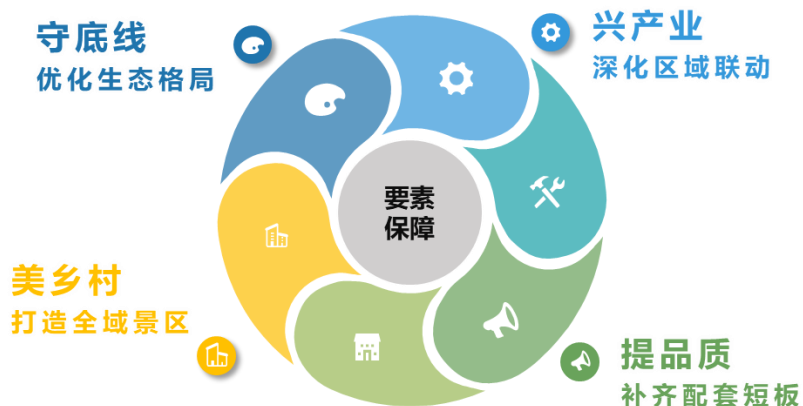 守底线
优化生态格局
兴产业
深化区域联动
要素
保障
美乡村
打造全域景区
提品质
补齐配套短板